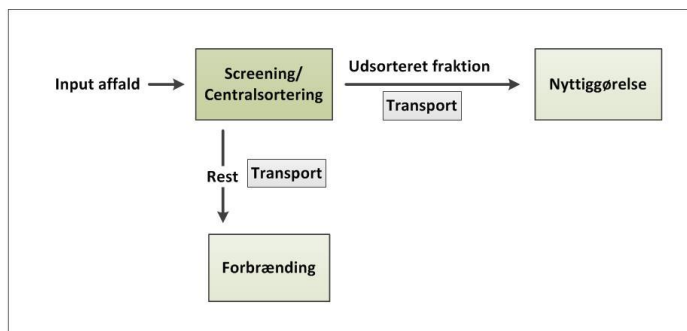 Input affald
Screening/
Centralsortering
Udsorteret fraktion
Transport
Nyttiggørelse
Rest
Transport
Forbrænding